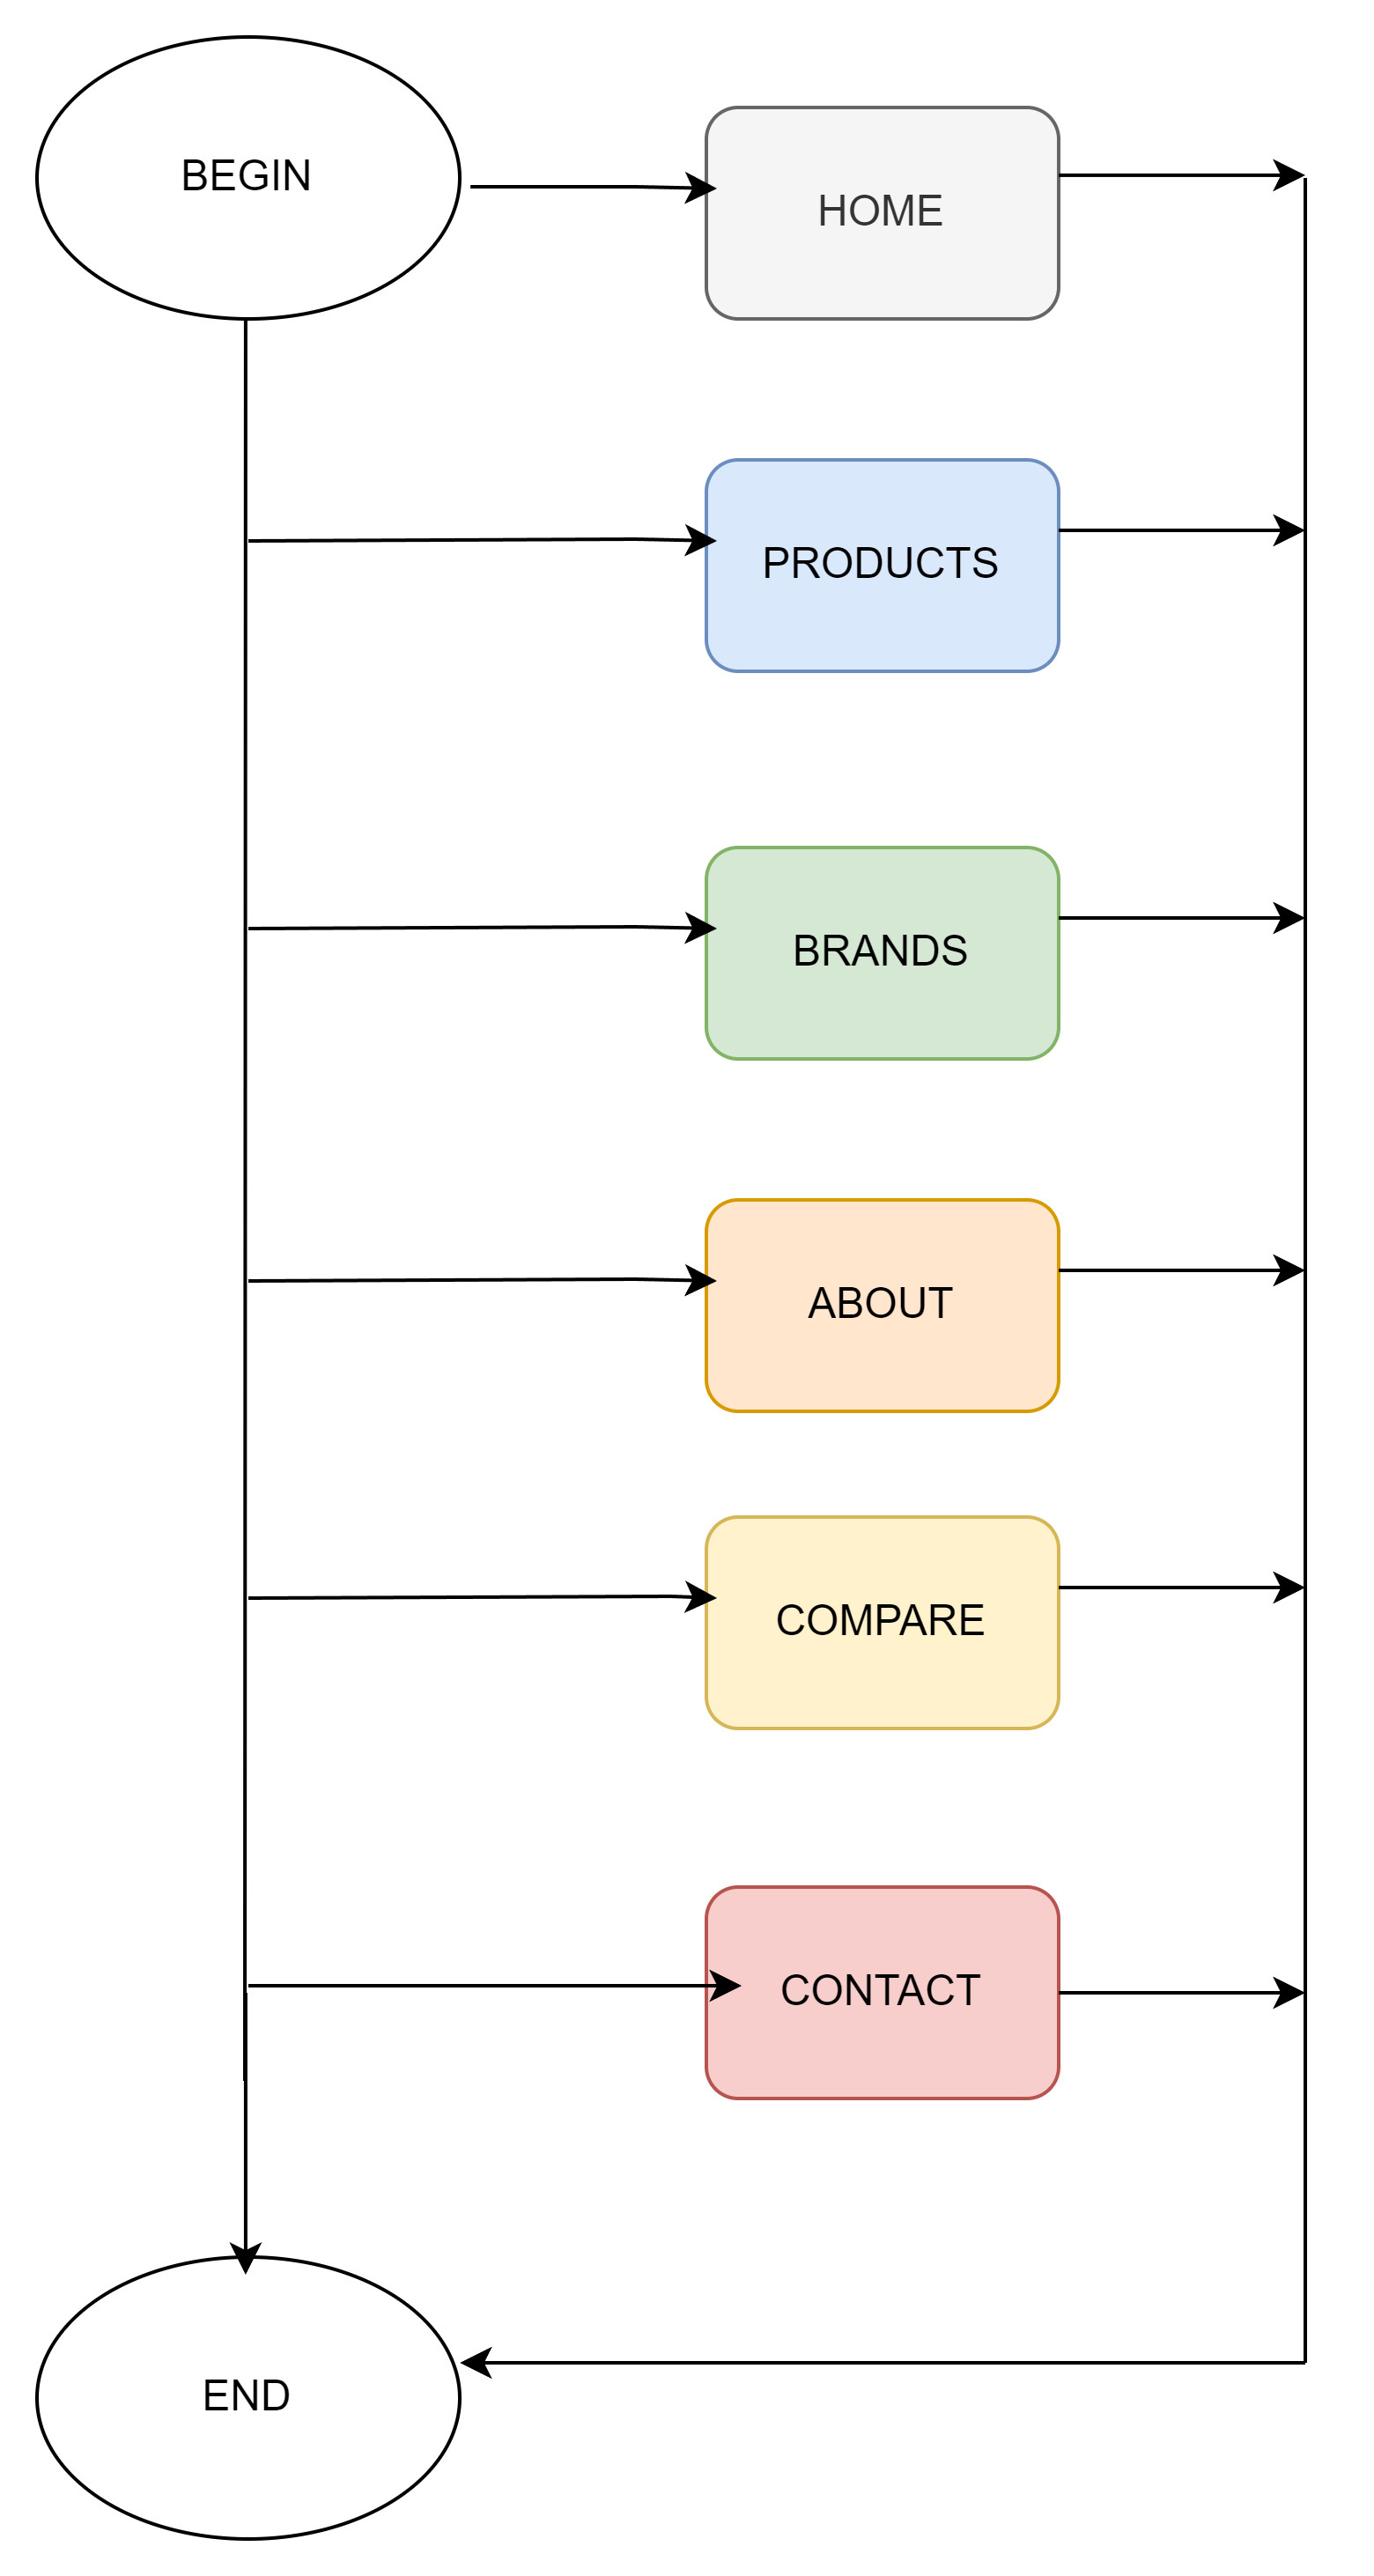 BEGIN
HOME
PRODUCTS
BRANDS
ABOUT
COMPARE
CONTACT
END